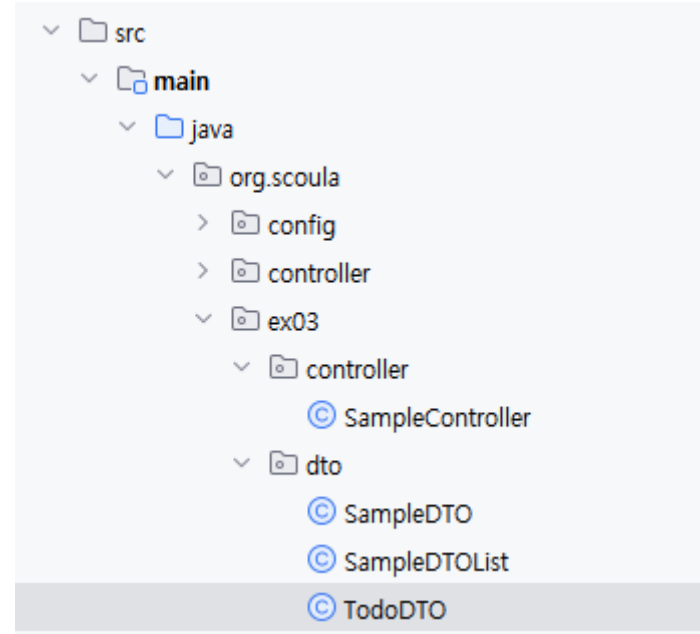 src
main
java
org.scoula
config
controller
ex03
controller
SampleController
dto
SampleDTO
SampleDTOList
TodoDTO